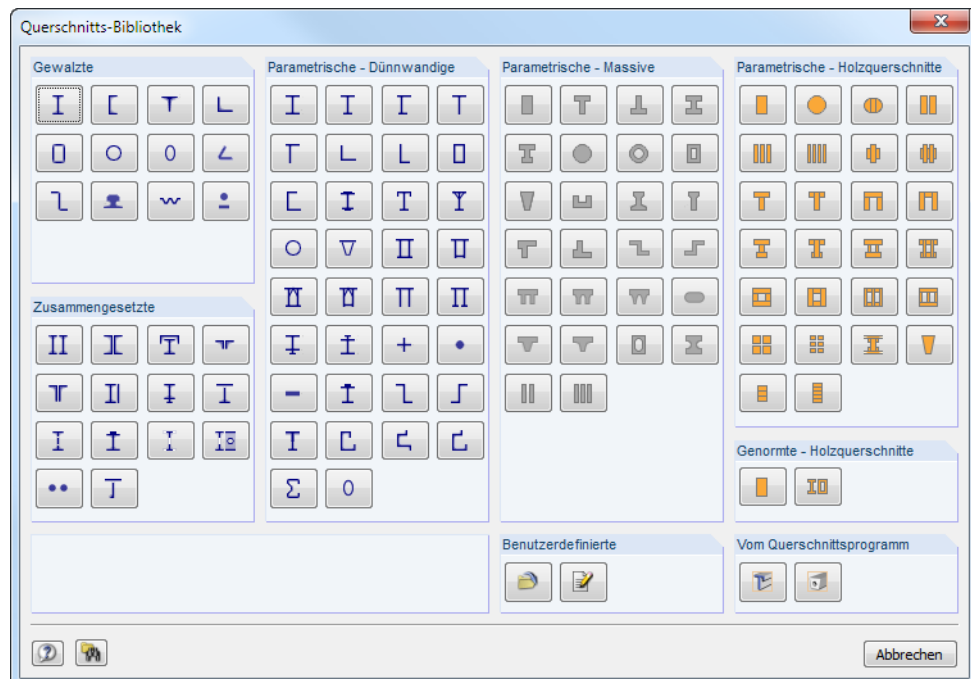 Querschnitts-Bibliothek
Gewalzte
Parametrische - Dünnwandige
Parametrische - Massive
Parametrische - Holzquerschnitte
Zusammengesetzte
Genormte - Holzquerschnitte
Benutzerdefinierte
Vom Querschnittsprogramm
Abbrechen